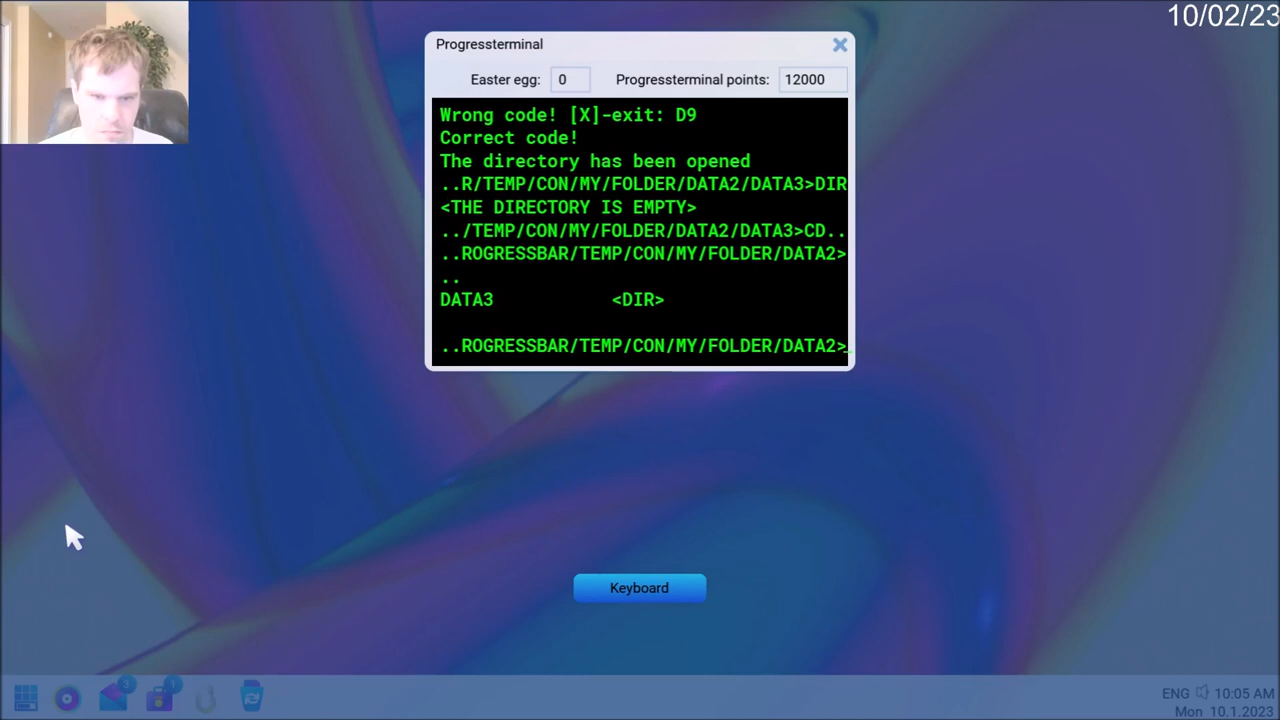 10/02/23
Progressterminal
Easter egg: 0 Progressterminal points: 12000
Wrong code! [X]-exit: D9
Correct code!
The directory has been opened
..R/TEMP/CON/MY/FOLDER/DATA2/DATA3>DIR
<THE DIRECTORY IS EMPTY>
../TEMP/CON/MY/FOLDER/DATA2/DATA3>CD..
..ROGRESSBAR/TEMP/CON/MY/FOLDER/DATA2>
..
DATA3 <DIR>
..ROGRESSBAR/TEMP/CON/MY/FOLDER/DATA2>_
Keyboard
3 1
ENG 10:05 AM
Mon 10.1.2023